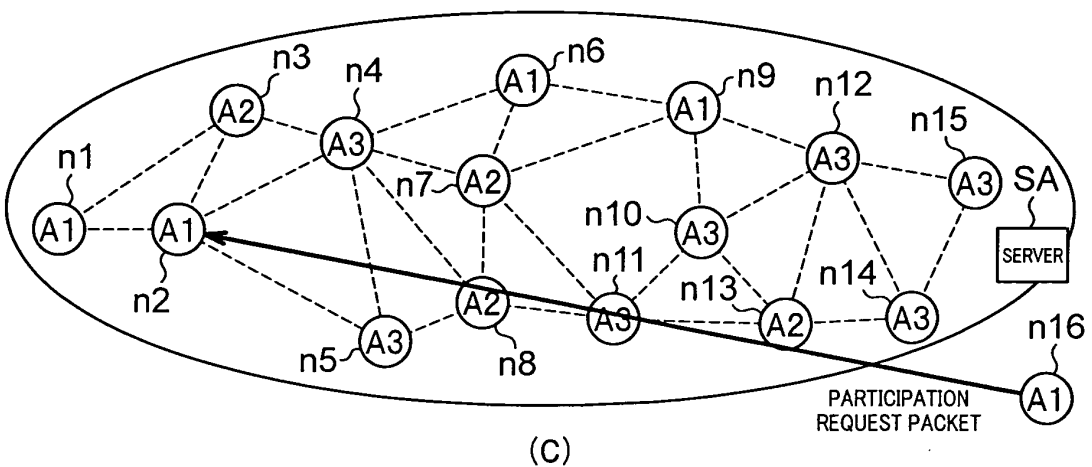 n3
A2
n4
A3
A1
n6
n9
A1
n12
A3
n15
A3
n1
A1
A1
n2
n7
A2
n10
A3
SA
SERVER
n5
A3
A2
n8
n11
A3
n13
A2
n14
A3
n16
A1
PARTICIPATION
REQUEST PACKET
(C)